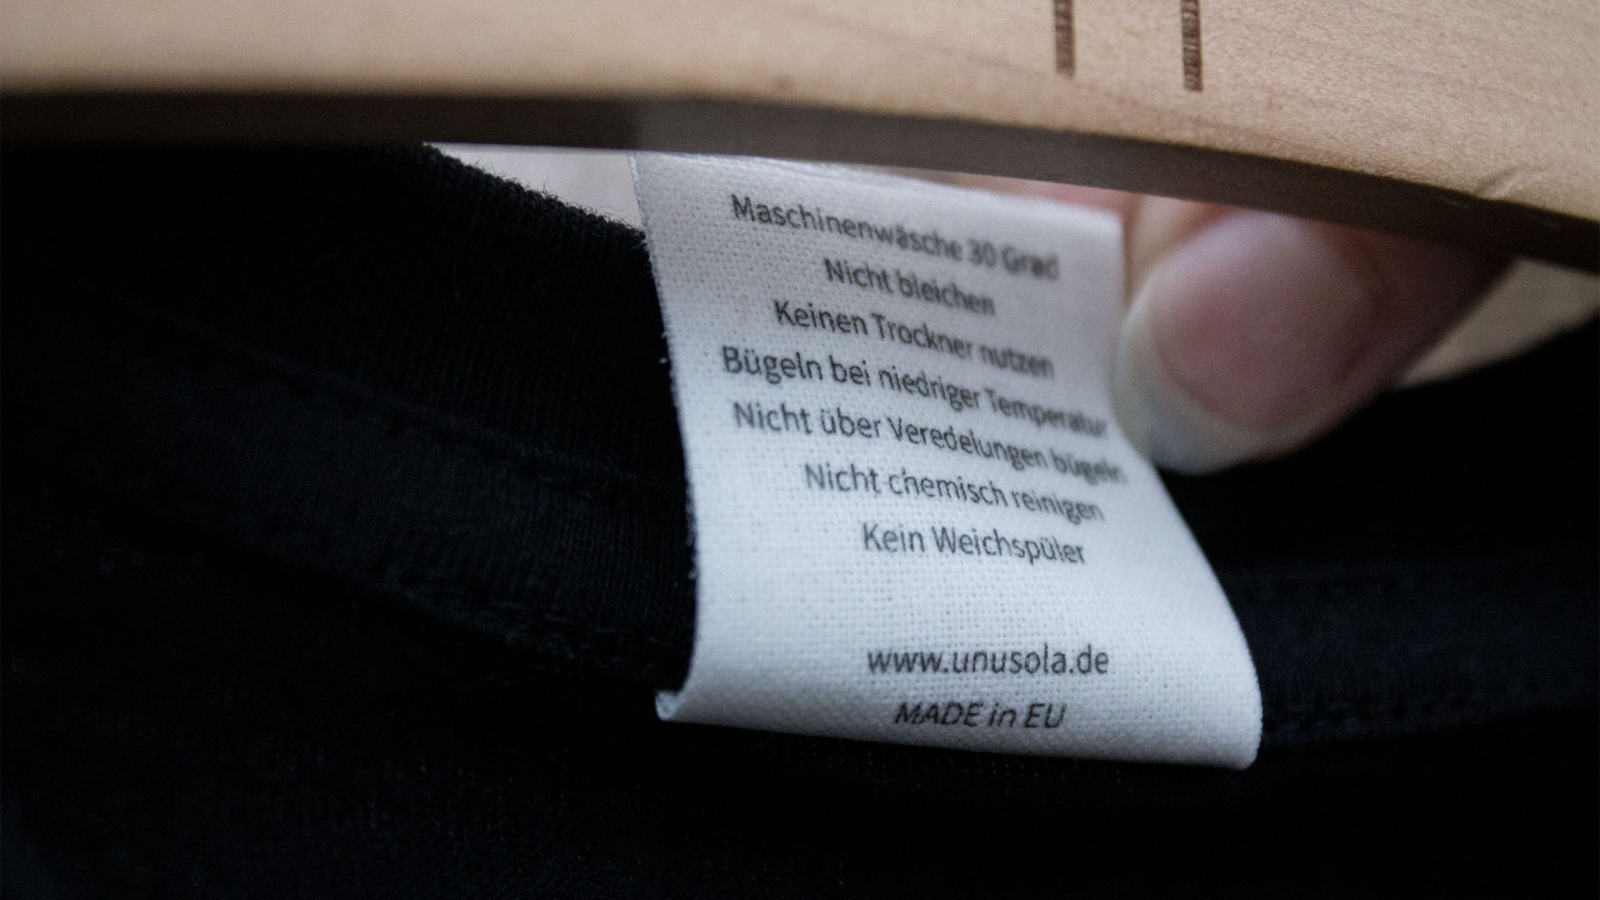 Maschinenwäsche 30 Grad
Nicht bleichen
Keinen Trockner nutzen
Bügeln bei niedriger Temperatur
Nicht über Veredelungen bügeln
Nicht chemisch reinigen
Kein Weichspüler
www.unusola.de
MADE in EU